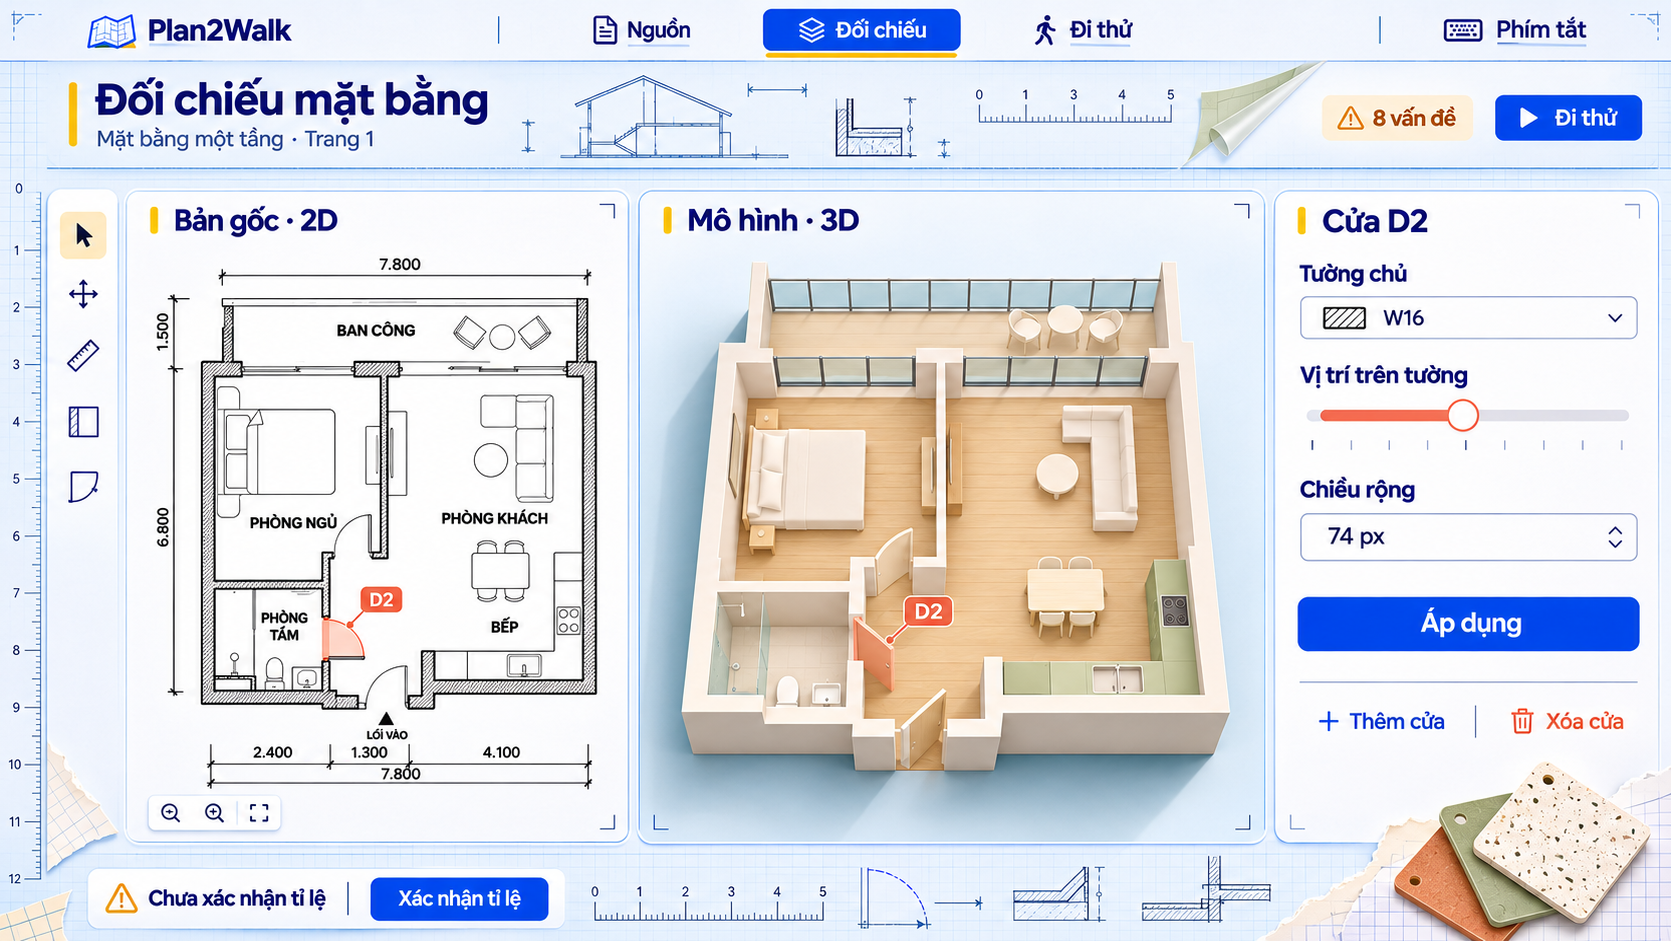 Plan2Walk
Nguồn
Đối chiếu
Đi thử
Phím tắt
Đối chiếu mặt bằng
Mặt bằng một tầng · Trang 1
0 1 3 4 5
8 vấn đề
Đi thử
0
1
2
3
4
5
6
7
8
9
10
11
12
Bản gốc · 2D
7.800
1.500
6.800
BAN CÔNG
PHÒNG NGỦ
PHÒNG KHÁCH
D2
PHÒNG
TẮM
BẾP
LỐI VÀO
2.400 1.300 4.100
7.800
Mô hình · 3D
D2
Cửa D2
Tường chủ
W16
Vị trí trên tường
Chiều rộng
74 px
Áp dụng
Thêm cửa
Xóa cửa
Chưa xác nhận tỉ lệ
Xác nhận tỉ lệ
0 1 2 3 4 5